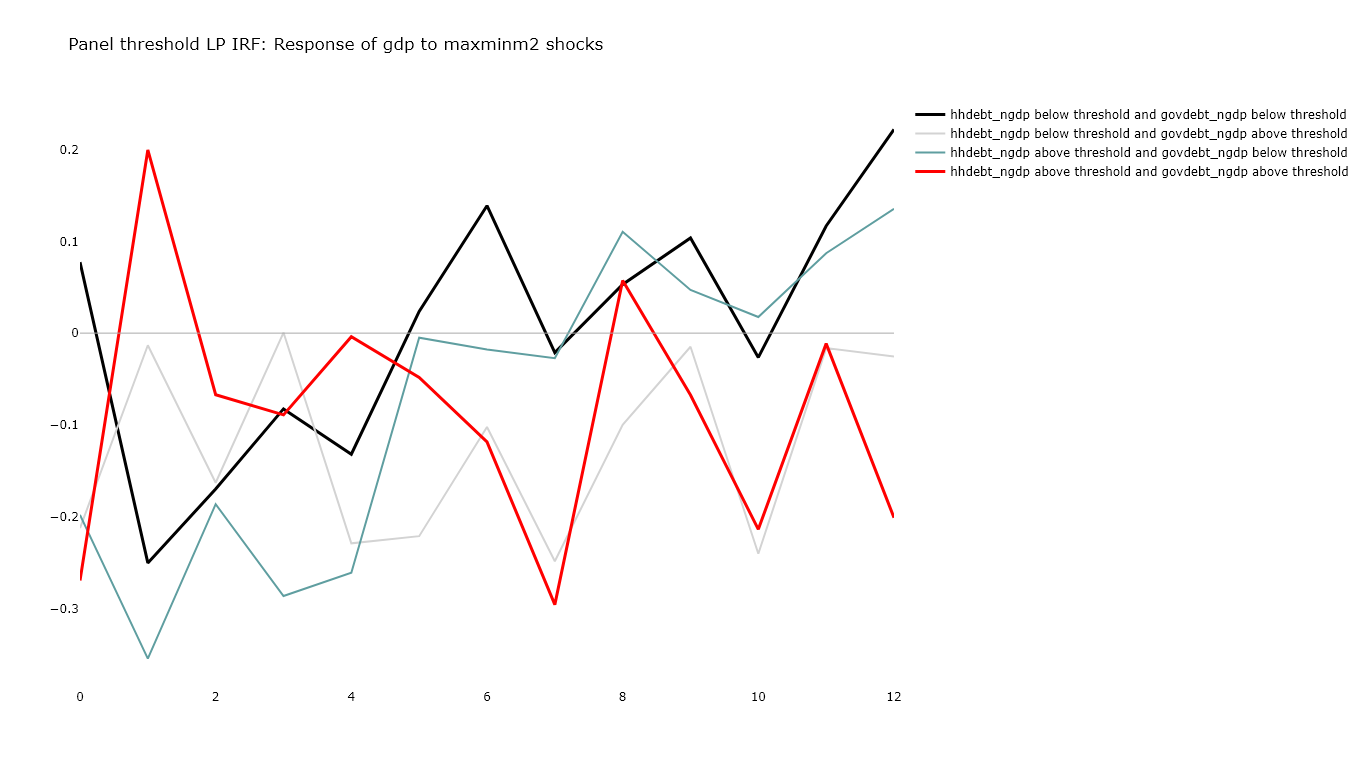 Panel threshold LP IRF: Response of gdp to maxminm2 shocks
hhdebt_ngdp below threshold and govdebt_ngdp below threshold
hhdebt_ngdp below threshold and govdebt_ngdp above threshold
hhdebt_ngdp above threshold and govdebt_ngdp below threshold
hhdebt_ngdp above threshold and govdebt_ngdp above threshold
0.2
0.1
0
−0.1
−0.2
−0.3
0 2 4 6 8 10 12